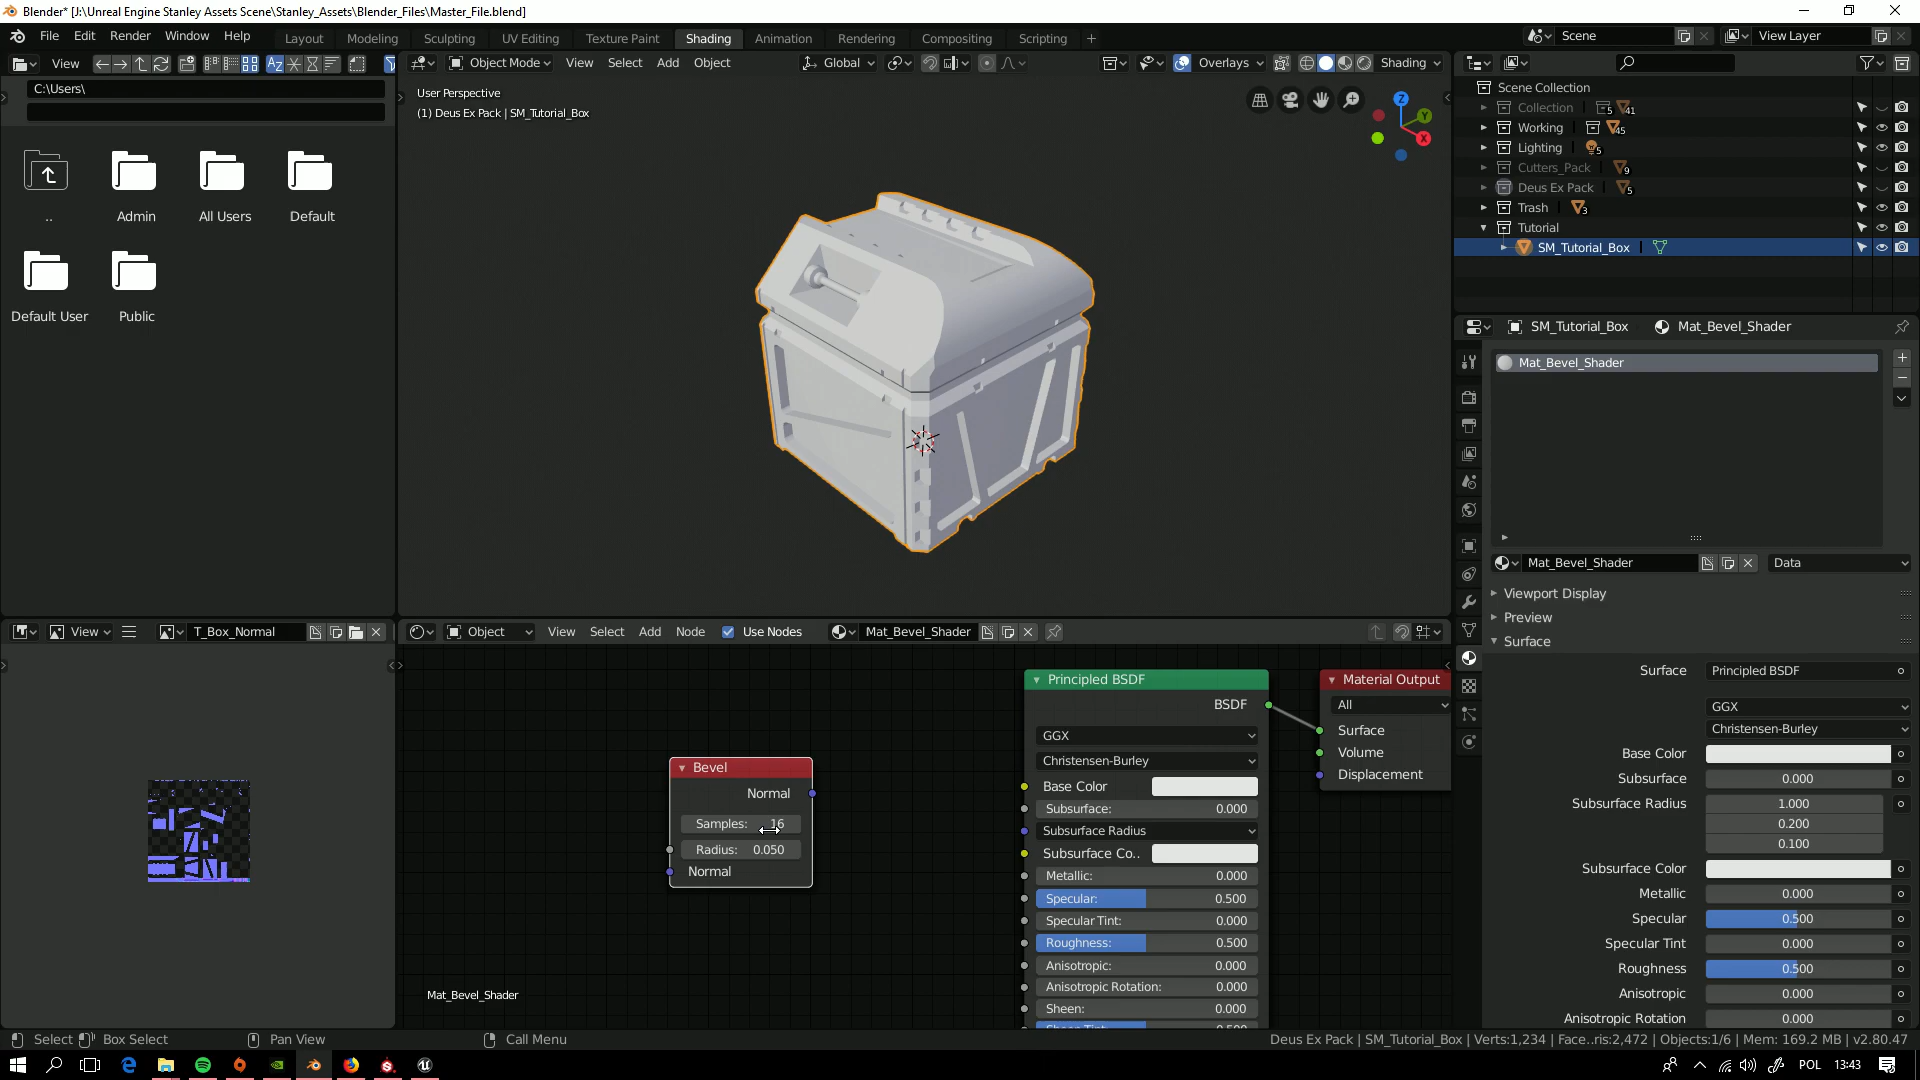 Blender* [J:\Unreal Engine Stanley Assets Scene\Stanley_Assets\Blender_Files\Master_File.blend]
File Edit Render Window Help
Layout Modeling Sculpting UV Editing Texture Paint Shading Animation Rendering Compositing Scripting +
Scene
View Layer
View
C:\Users\
..
Admin
All Users
Default
Default User
Public
Object Mode View Select Add Object Global Overlays Shading
User Perspective
(1) Deus Ex Pack | SM_Tutorial_Box
Z
Y
X
Scene Collection
Collection 5 41
Working 45
Lighting 5
Cutters_Pack 9
Deus Ex Pack 5
Trash 3
Tutorial
SM_Tutorial_Box
SM_Tutorial_Box Mat_Bevel_Shader
Mat_Bevel_Shader
Mat_Bevel_Shader Data
Viewport Display
Preview
Surface
Surface Principled BSDF
GGX
Christensen-Burley
Base Color
Subsurface 0.000
Subsurface Radius 1.000
0.200
0.100
Subsurface Color
Metallic 0.000
Specular 0.500
Specular Tint 0.000
Roughness 0.500
Anisotropic 0.000
Anisotropic Rotation 0.000
View T_Box_Normal
Object View Select Add Node Use Nodes Mat_Bevel_Shader
Bevel
Normal
Samples: 16
Radius: 0.050
Normal
Principled BSDF
BSDF
GGX
Christensen-Burley
Base Color
Subsurface: 0.000
Subsurface Radius
Subsurface Co..
Metallic: 0.000
Specular: 0.500
Specular Tint: 0.000
Roughness: 0.500
Anisotropic: 0.000
Anisotropic Rotation: 0.000
Sheen: 0.000
Material Output
All
Surface
Volume
Displacement
Mat_Bevel_Shader
Select Box Select Pan View Call Menu
Deus Ex Pack | SM_Tutorial_Box | Verts:1,234 | Face..ris:2,472 | Objects:1/6 | Mem: 169.2 MB | v2.80.47
POL 13:43